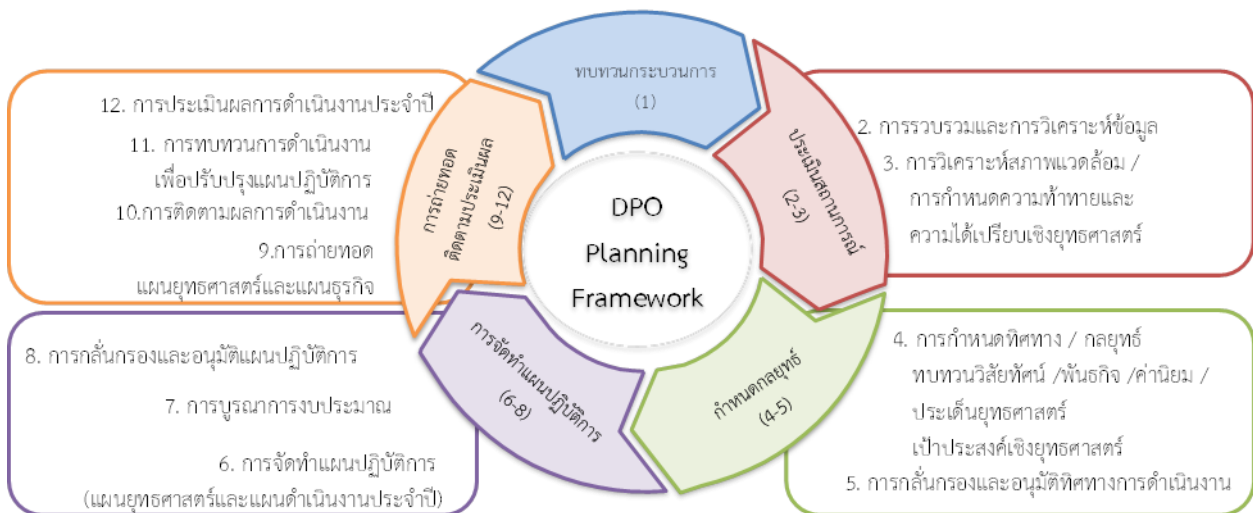 ทบทวนกระบวนการ
(1)
ประเมินสถานการณ์
(2-3)
2. การรวบรวมและการวิเคราะห์ข้อมูล
3. การวิเคราะห์สภาพแวดล้อม /
การกำหนดความท้าทายและ
ความได้เปรียบเชิงยุทธศาสตร์
กำหนดกลยุทธ์
(4-5)
4. การกำหนดทิศทาง / กลยุทธ์
ทบทวนวิสัยทัศน์ /พันธกิจ /ค่านิยม /
ประเด็นยุทธศาสตร์
เป้าประสงค์เชิงยุทธศาสตร์
5. การกลั่นกรองและอนุมัติทิศทางการดำเนินงาน
การจัดทำแผนปฏิบัติการ
(6-8)
8. การกลั่นกรองและอนุมัติแผนปฏิบัติการ
7. การบูรณาการงบประมาณ
6. การจัดทำแผนปฏิบัติการ
(แผนยุทธศาสตร์และแผนดำเนินงานประจำปี)
การถ่ายทอด
ติดตามประเมินผล
(9-12)
12. การประเมินผลการดำเนินงานประจำปี
11. การทบทวนการดำเนินงาน
เพื่อปรับปรุงแผนปฏิบัติการ
10.การติดตามผลการดำเนินงาน
9.การถ่ายทอด
แผนยุทธศาสตร์และแผนธุรกิจ
DPO
Planning
Framework